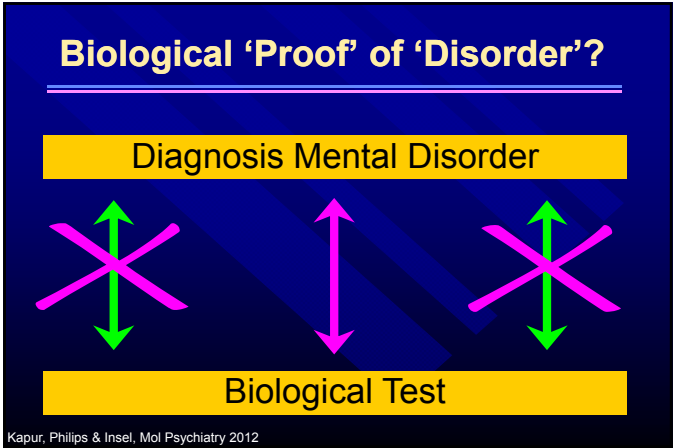 Biological ‘Proof’ of ‘Disorder’?
Diagnosis Mental Disorder
Biological Test
Kapur, Philips & Insel, Mol Psychiatry 2012